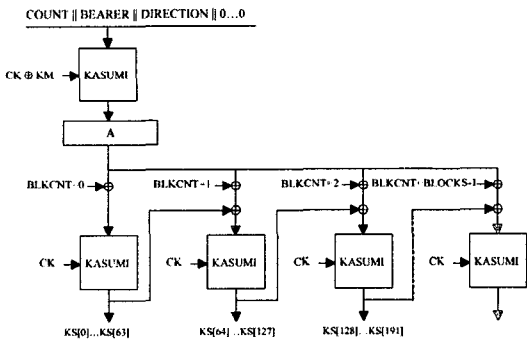 COUNT || BEARER || DIRECTION || 0...0
CK ⊕ KM
KASUMI
A
BLKCNT=0
BLKCNT=1
BLKCNT=2
BLKCNT=BLOCKS-1
CK
KASUMI
CK
KASUMI
CK
KASUMI
CK
KASUMI
KS[0]...KS[63]
KS[64]...KS[127]
KS[128]...KS[191]